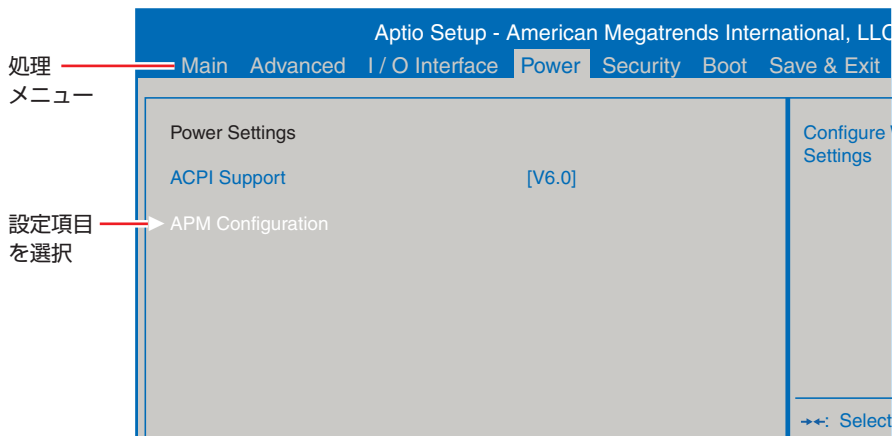 Aptio Setup - American Megatrends International, LLC
処理
メニュー
Main Advanced I / O Interface Power Security Boot Save & Exit
Power Settings
ACPI Support [V6.0]
設定項目
を選択
APM Configuration
Configure
Settings
→←: Select